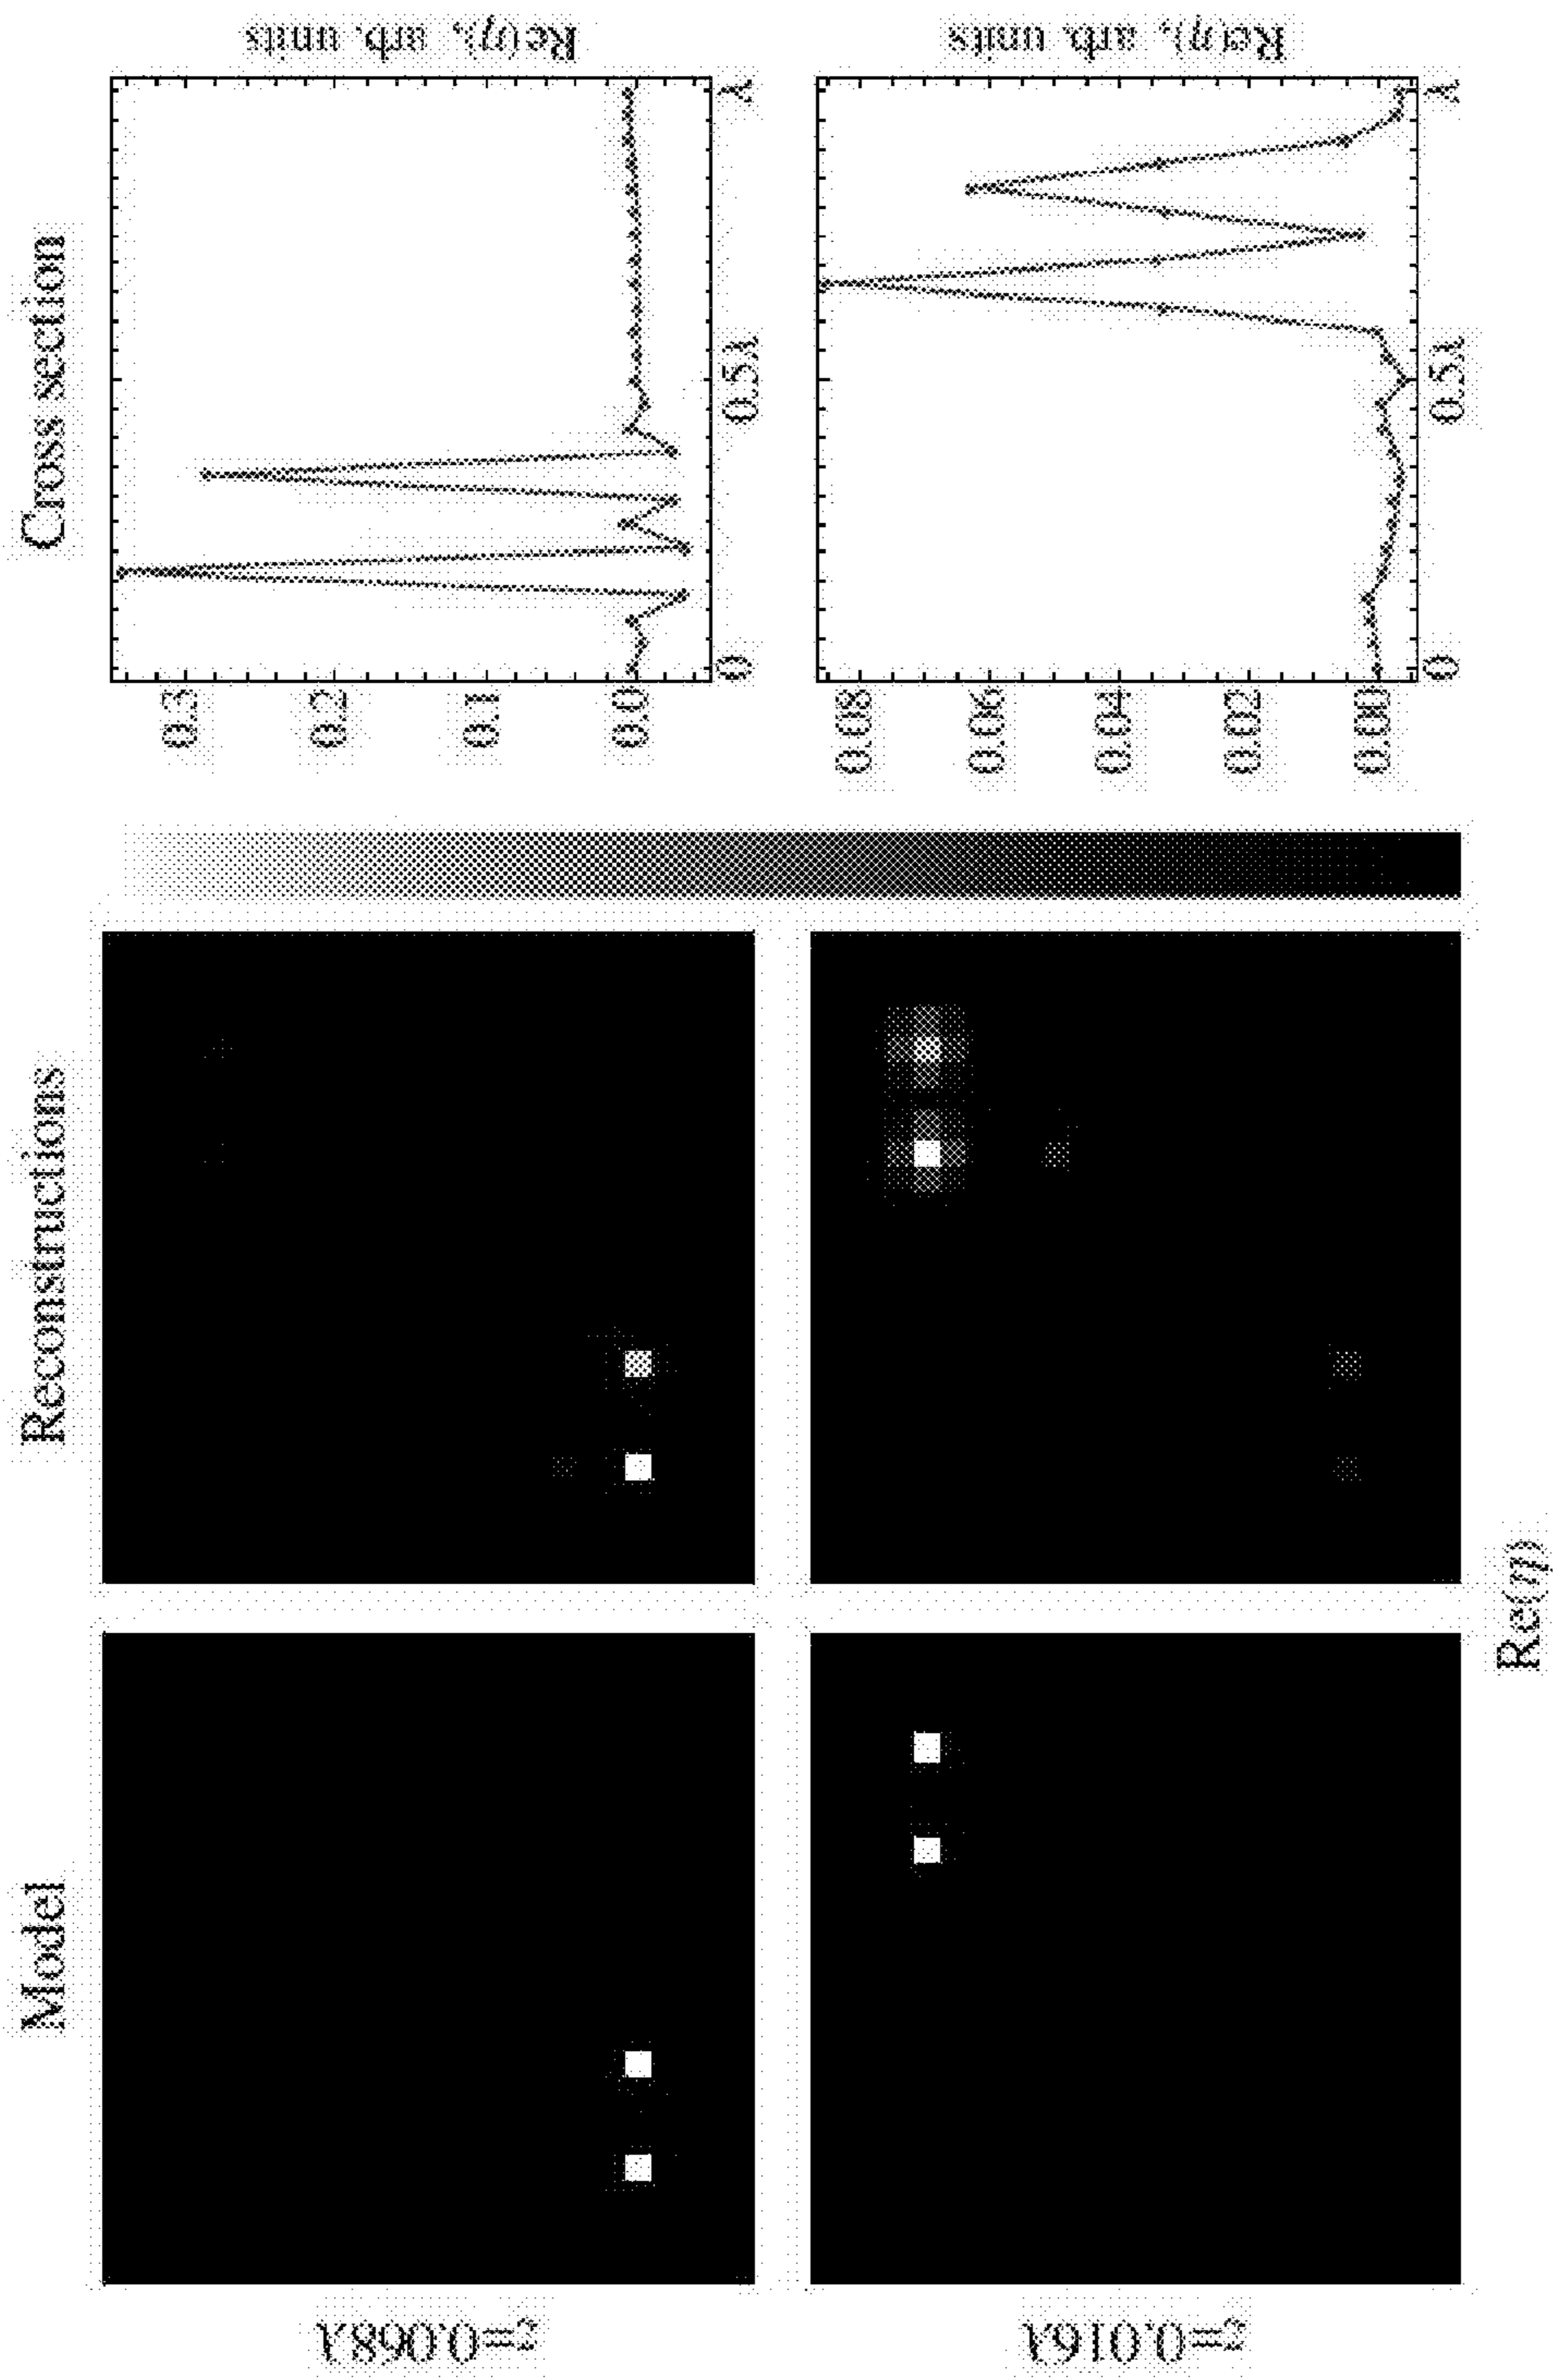 Model
Reconstructions
Cross section
z=0.068λ
0.3
0.2
0.1
0.0
0
0.5λ
λ
Re(η), arb. units
z=0.016λ
0.08
0.06
0.04
0.02
0.00
0
0.5λ
λ
Re(η), arb. units
Re(η)